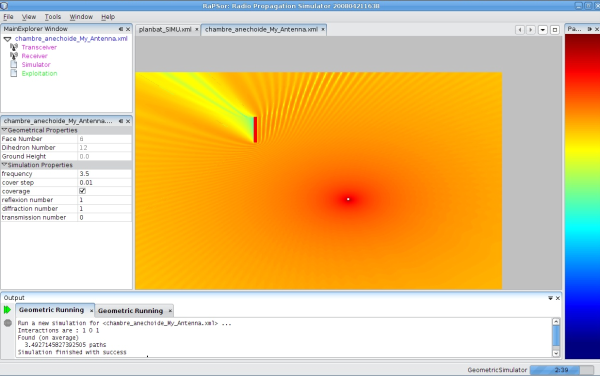 RaPSor: Radio Propagation Simulator 200804211638
File View Tools Window Help
MainExplorer Window
chambre_anechoide_My_Antenna.xml
Transceiver
Receiver
Simulator
Exploitation
planbat_SIMU.xml
chambre_anechoide_My_Antenna.xml
Pa...
chambre_anechoide_My_Antenna....
Geometrical Properties
Face Number 6
Dihedron Number 12
Ground Height 0.0
Simulation Properties
frequency 3.5
cover step 0.01
coverage
reflexion number 1
diffraction number 1
transmission number 0
Output
Geometric Running
Geometric Running
Run a new simulation for <chambre_anechoide_My_Antenna.xml> ...
Interactions are : 1 0 1
Found (on average)
3.4927145827392505 paths
Simulation finished with success
GeometricSimulator 2:39